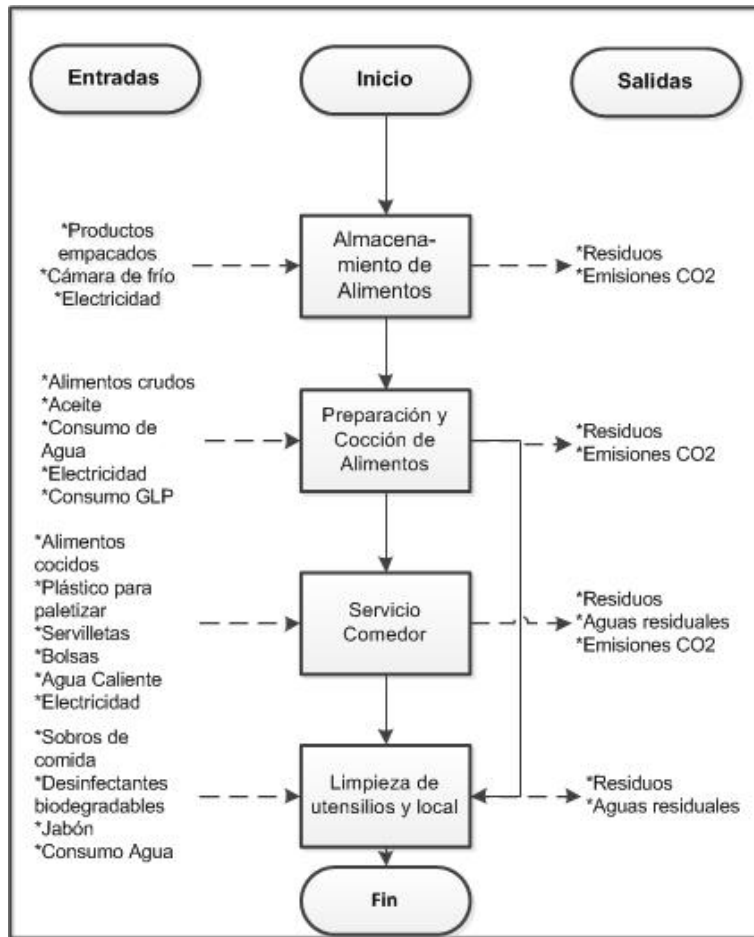 Entradas
Inicio
Salidas
*Productos
empacados
*Cámara de frío
*Electricidad
Almacena-
miento de
Alimentos
*Residuos
*Emisiones CO2
*Alimentos crudos
*Aceite
*Consumo de
Agua
*Electricidad
*Consumo GLP
Preparación y
Cocción de
Alimentos
*Residuos
*Emisiones CO2
*Alimentos
cocidos
*Plástico para
paletizar
*Servilletas
*Bolsas
*Agua Caliente
*Electricidad
Servicio
Comedor
*Residuos
*Aguas residuales
*Emisiones CO2
*Sobros de
comida
*Desinfectantes
biodegradables
*Jabón
*Consumo Agua
Limpieza de
utensilios y local
*Residuos
*Aguas residuales
Fin